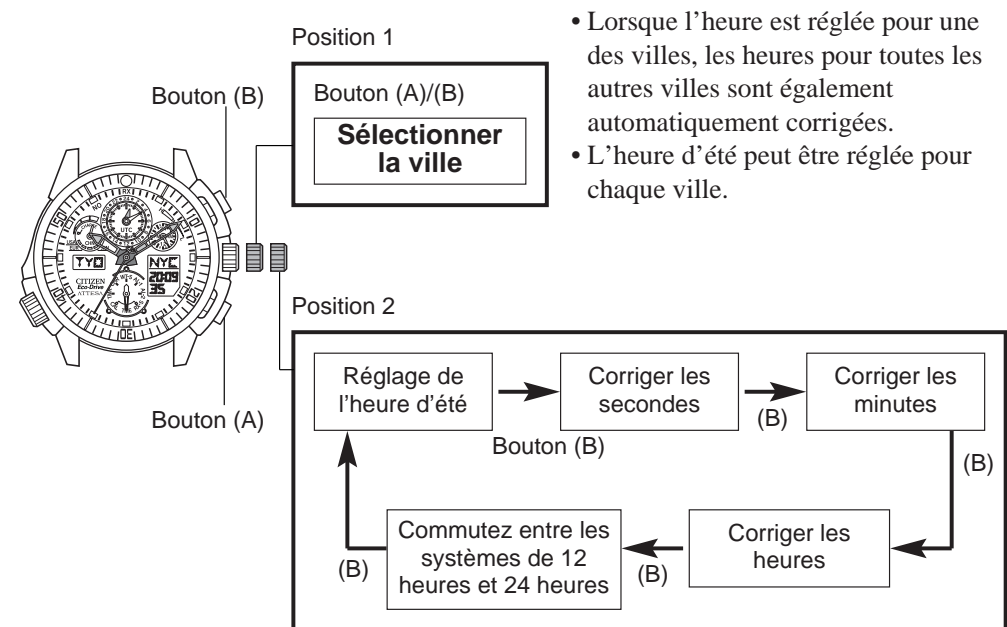 Position 1
Bouton (B)
Bouton (A)/(B)
Sélectionner
la ville
• Lorsque l’heure est réglée pour une
des villes, les heures pour toutes les
autres villes sont également
automatiquement corrigées.
• L’heure d’été peut être réglée pour
chaque ville.
UTC
TYO
NYC
20:09
35
CITIZEN
Eco-Drive
ATTESA
Bouton (A)
Position 2
Réglage de
l’heure d’été
Bouton (B)
Corriger les
secondes
(B)
Corriger les
minutes
(B)
Corriger les
heures
(B)
Commutez entre les
systèmes de 12
heures et 24 heures
(B)